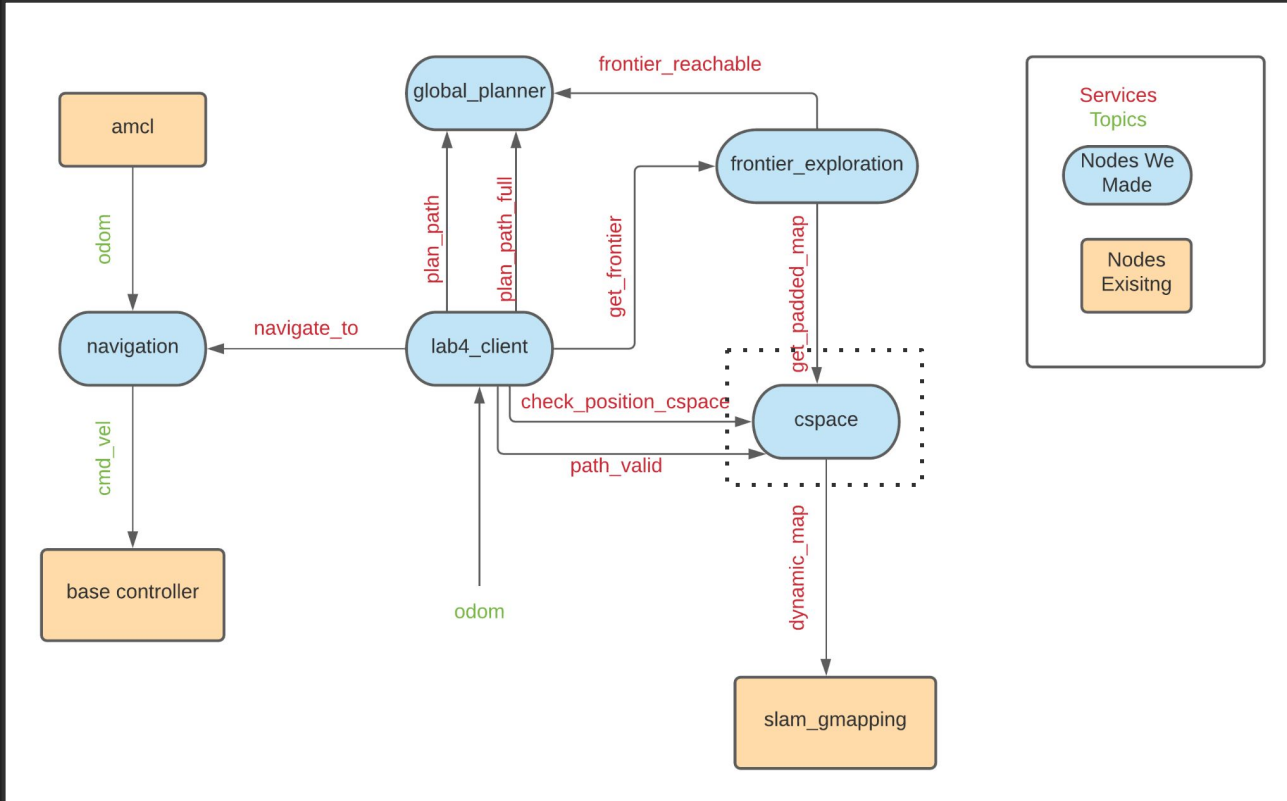 frontier_reachable
global_planner
Services
Topics
amcl
frontier_exploration
Nodes We
Made
plan_path
plan_path_full
get_frontier
get_padded_map
odom
Nodes
Exisitng
navigate_to
navigation
lab4_client
check_position_cspace
cspace
cmd_vel
path_valid
dynamic_map
base controller
odom
slam_gmapping